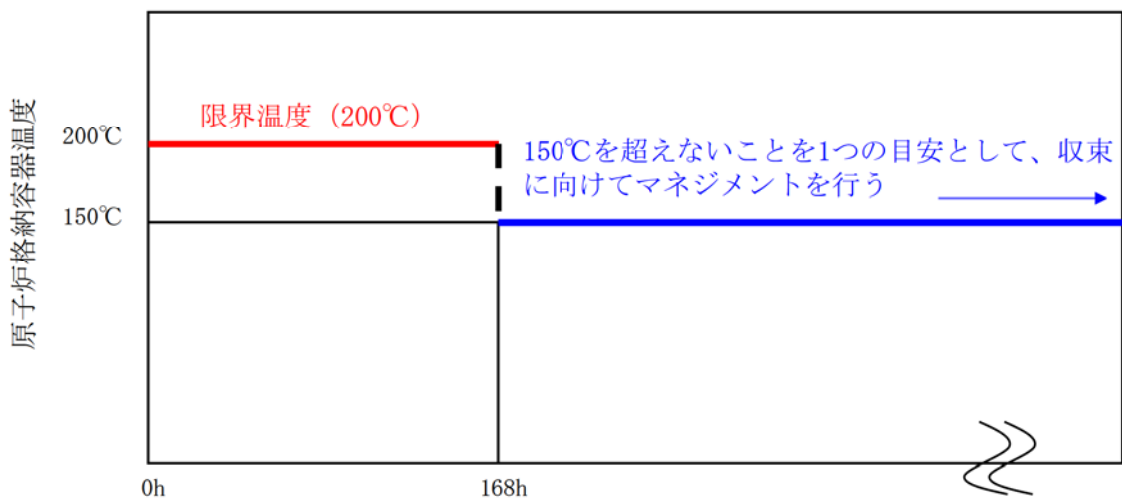 原子炉格納容器温度
限界温度（200℃）
200℃
150℃を超えないことを1つの目安として、収束
に向けてマネジメントを行う
150℃
0h
168h